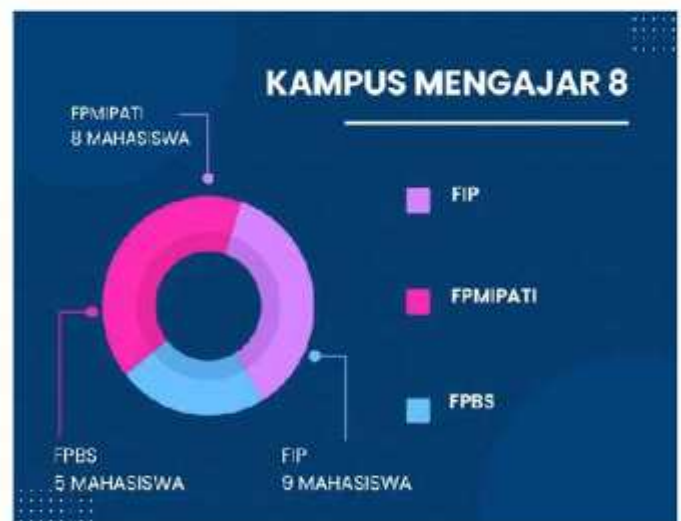 KAMPUS MENGAJAR 8
FPMIPATI
8 MAHASISWA
FIP
FPMIPATI
FPBS
FPBS
5 MAHASISWA
FIP
9 MAHASISWA